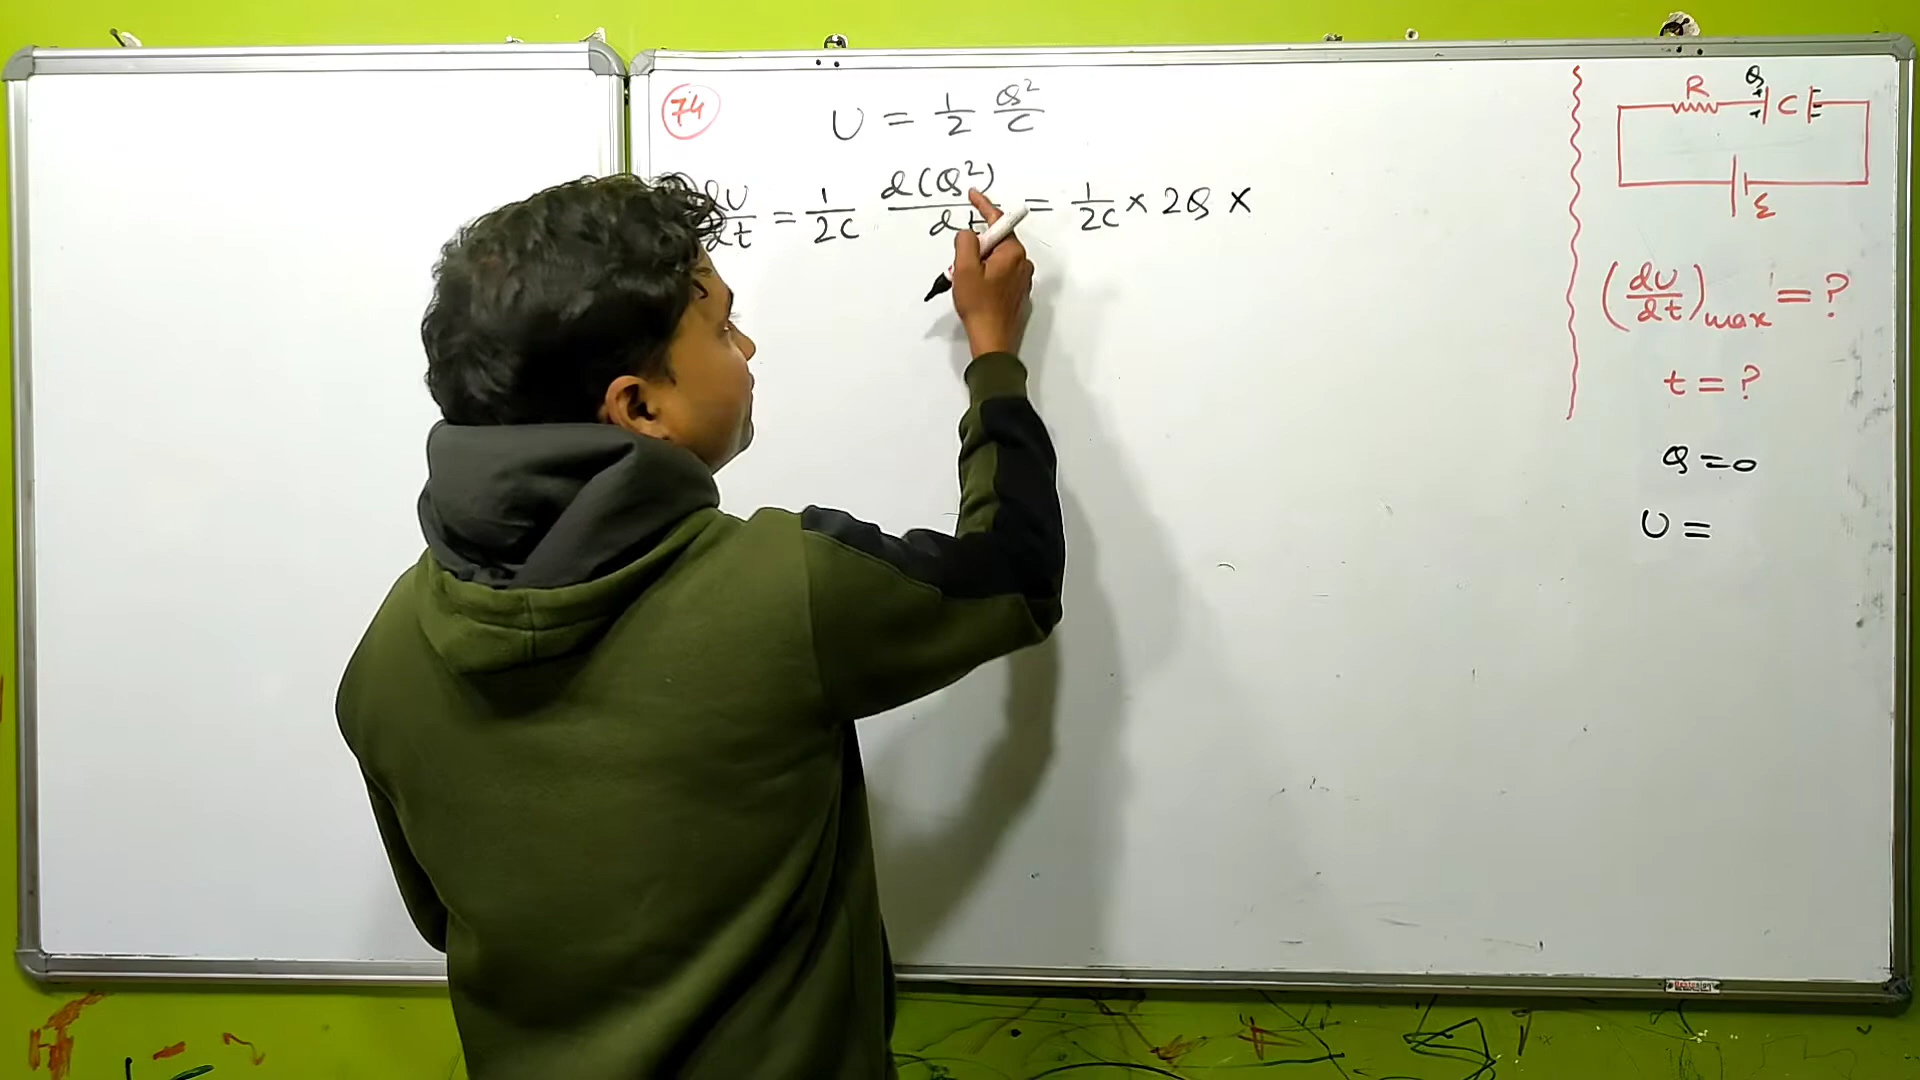 74
U = 1/2 Q²/C
dU/dt = 1/2C d(Q²)/dt = 1/2C × 2Q ×
R
Q
+
+
C
-
-
-
ε
(dU/dt)max = ?
t = ?
Q = 0
U =